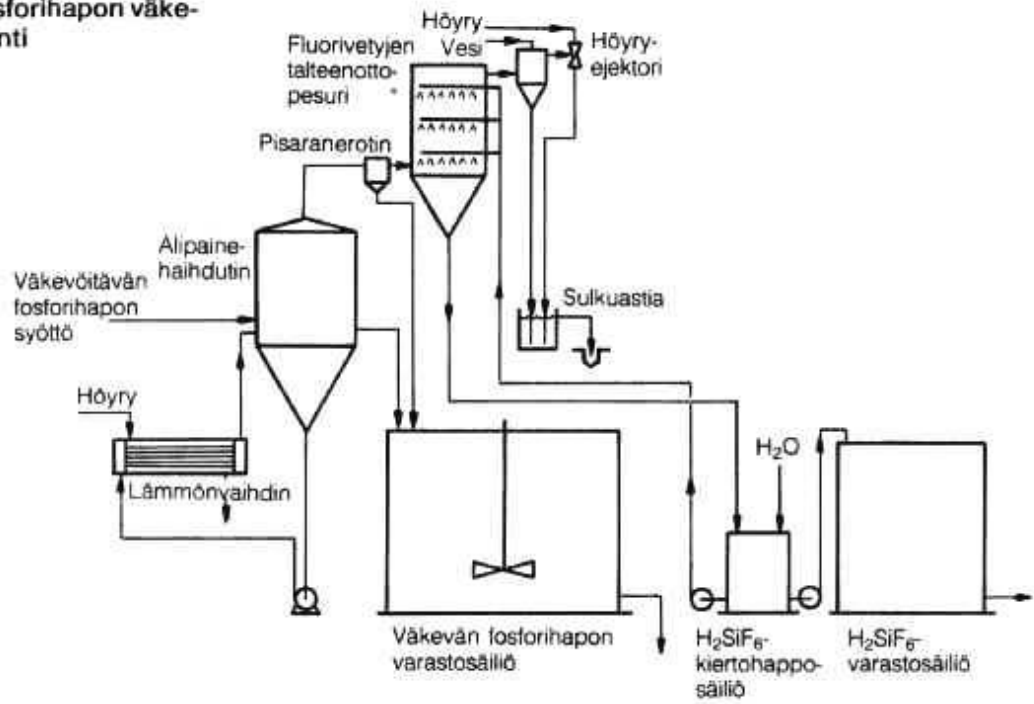 sforihapon väke-
nti
Höyry
Vesi
Höyry-
ejektori
Fluorivetyjen
talteenotto-
pesuri
Pisaranerotin
Alipaine-
haihdutin
Väkevöitävän
fosforihapon
syöttö
Sulkuastia
Höyry
Lämmönvaihdin
H₂O
Väkevän fosforihapon
varastosäiliö
H₂SiF₆-
kiertohappo-
säiliö
H₂SiF₆-
varastosäiliö